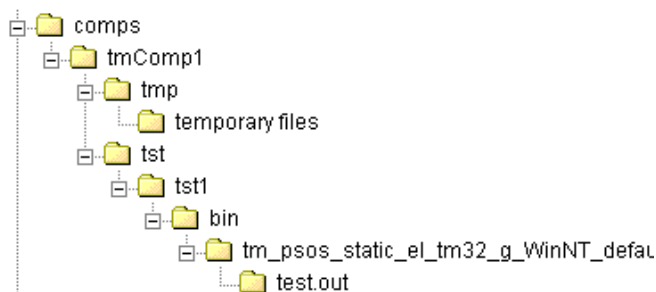 comps
tmComp1
tmp
temporary files
tst
tst1
bin
tm_psos_static_el_tm32_g_WinNT_defau
test.out